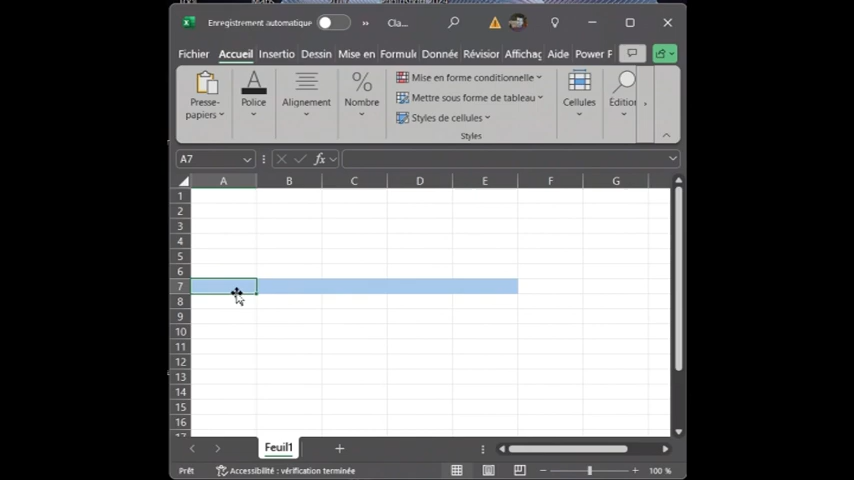 Enregistrement automatique
Cla...
Fichier Accueil Insertio Dessin Mise en Formule Donnée Révision Affichag Aide Power P
Presse-
papiers
Police
Alignement
Nombre
Mise en forme conditionnelle
Mettre sous forme de tableau
Styles de cellules
Cellules
Édition
Styles
A7
fx
A B C D E F G
1
2
3
4
5
6
7
8
9
10
11
12
13
14
15
16
17
Feuil1
Prêt Accessibilité : vérification terminée 100 %